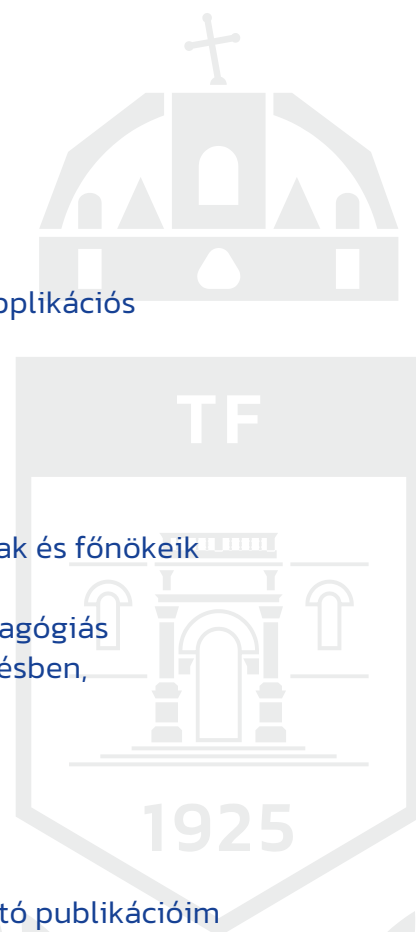 pplikációs
TF
ak és főnökeik
agógiás
ésben,
1925
tó publikációim